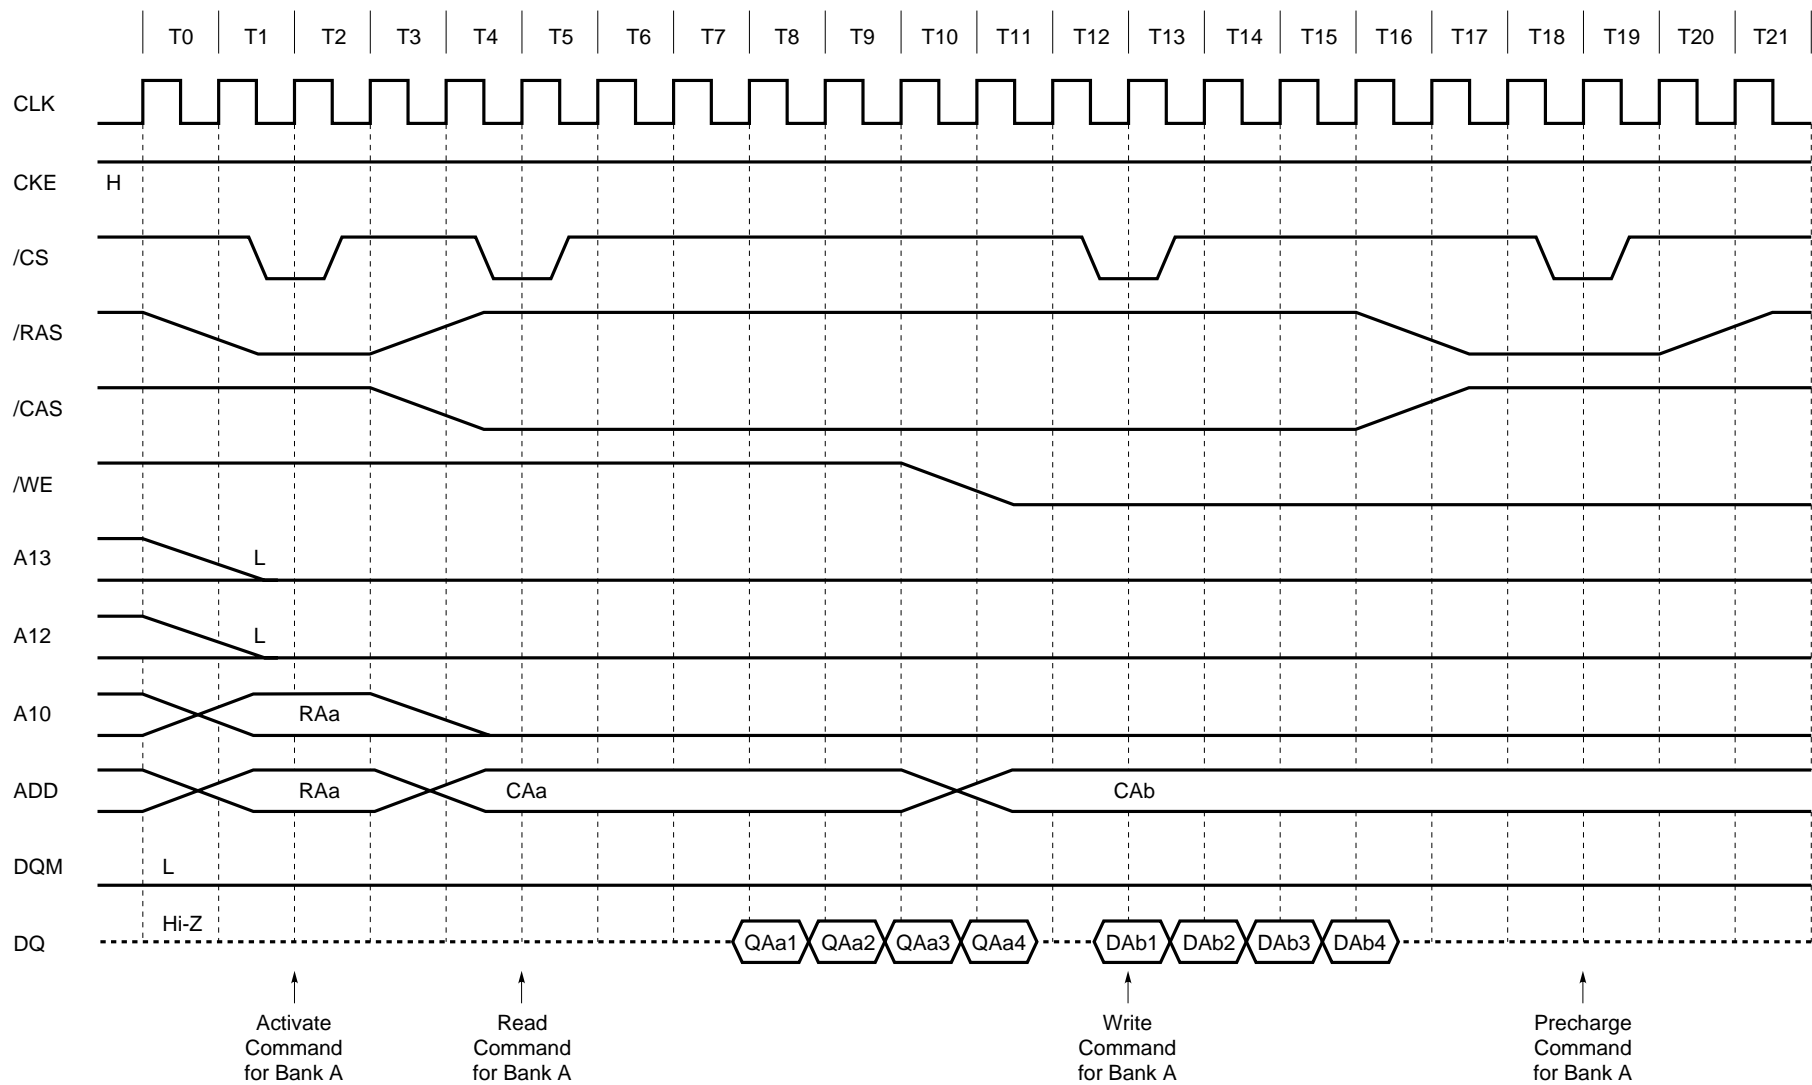 T0 T1 T2 T3 T4 T5 T6 T7 T8 T9 T10 T11 T12 T13 T14 T15 T16 T17 T18 T19 T20 T21
CLK
CKE H
/CS
/RAS
/CAS
/WE
A13 L
A12 L
A10 RAa
ADD RAa CAa CAb
DQM L
Hi-Z
DQ QAa1 QAa2 QAa3 QAa4 DAb1 DAb2 DAb3 DAb4
Activate
Command
for Bank A
Read
Command
for Bank A
Write
Command
for Bank A
Precharge
Command
for Bank A